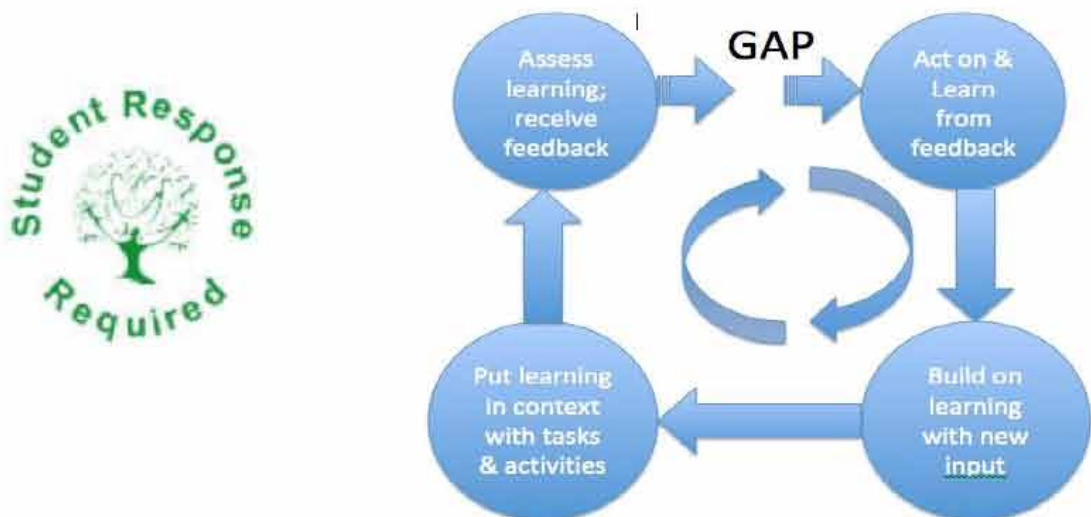 Student Response
Required
GAP
Assess
learning;
receive
feedback
Act on &
Learn
from
feedback
Put learning
in context
with tasks
& activities
Build on
learning
with new
input